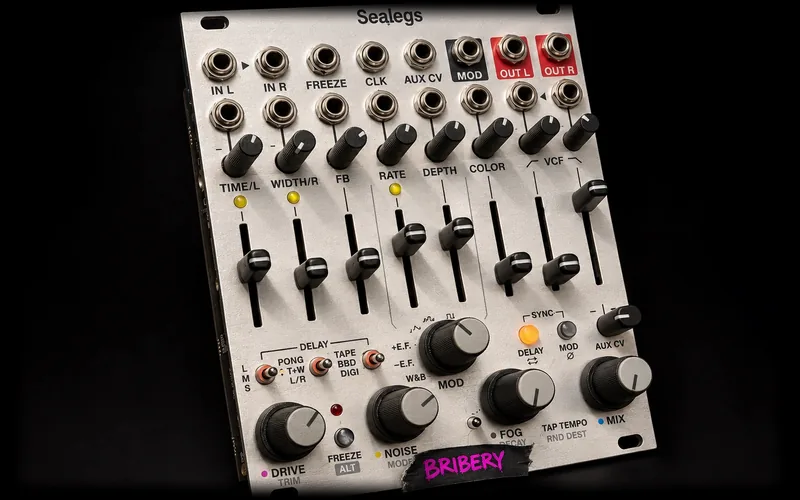 Sealegs
IN L
IN R
FREEZE
CLK
AUX CV
MOD
OUT L
OUT R
TIME/L
WIDTH/R
FB
RATE
DEPTH
COLOR
VCF
SYNC
DELAY
MOD
Ø
AUX CV
DELAY
L
M
S
PONG
T+W
L/R
TAPE
BBD
DIGI
+E.F.
−E.F.
W&B
MOD
DRIVE
TRIM
FREEZE
ALT
NOISE
MODE
FOG
DECAY
TAP TEMPO
RND DEST
MIX
BRIBERY